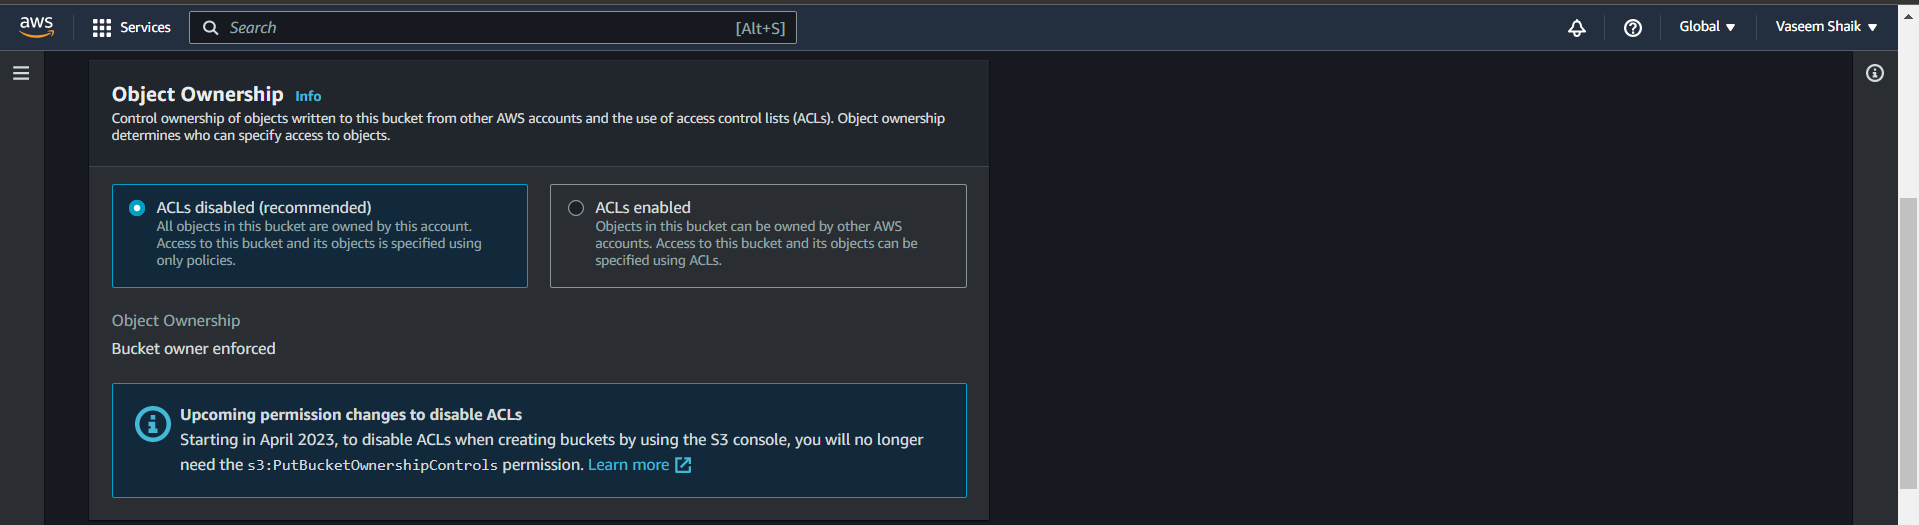 aws
Services
Search
[Alt+S]
Global
Vaseem Shaik
Object Ownership Info
Control ownership of objects written to this bucket from other AWS accounts and the use of access control lists (ACLs). Object ownership
determines who can specify access to objects.
ACLs disabled (recommended)
All objects in this bucket are owned by this account.
Access to this bucket and its objects is specified using
only policies.
ACLs enabled
Objects in this bucket can be owned by other AWS
accounts. Access to this bucket and its objects can be
specified using ACLs.
Object Ownership
Bucket owner enforced
Upcoming permission changes to disable ACLs
Starting in April 2023, to disable ACLs when creating buckets by using the S3 console, you will no longer
need the s3:PutBucketOwnershipControls permission. Learn more